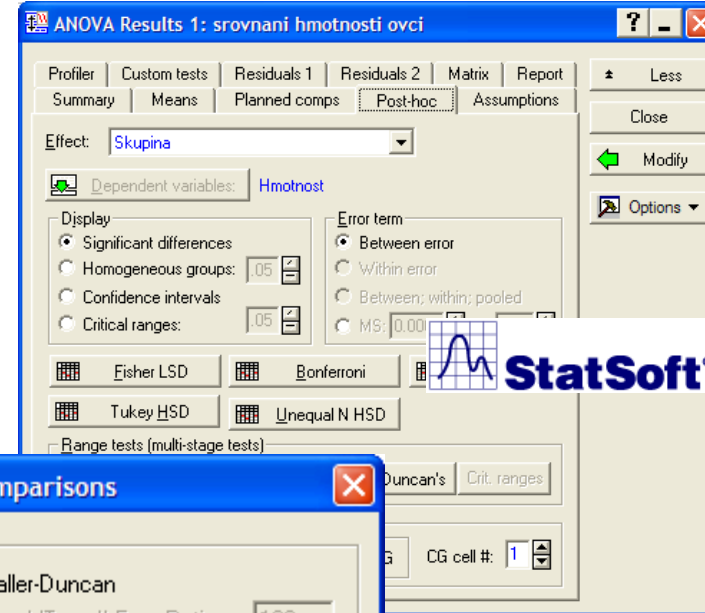 ANOVA Results 1: srovnani hmotnosti ovci
Profiler Custom tests Residuals 1 Residuals 2 Matrix Report
Summary Means Planned comps Post-hoc Assumptions
Less
Close
Modify
Options
Effect: Skupina
Dependent variables: Hmotnost
Display
Significant differences
Homogeneous groups: .05
Confidence intervals
Critical ranges: .05
Error term
Between error
Within error
Between; within; pooled
MS: 0.00
StatSoft
Fisher LSD Bonferroni
Tukey HSD Unequal N HSD
Range tests (multi-stage tests)
Duncan's Crit. ranges
CG cell #: 1
mparisons
aller-Duncan
100